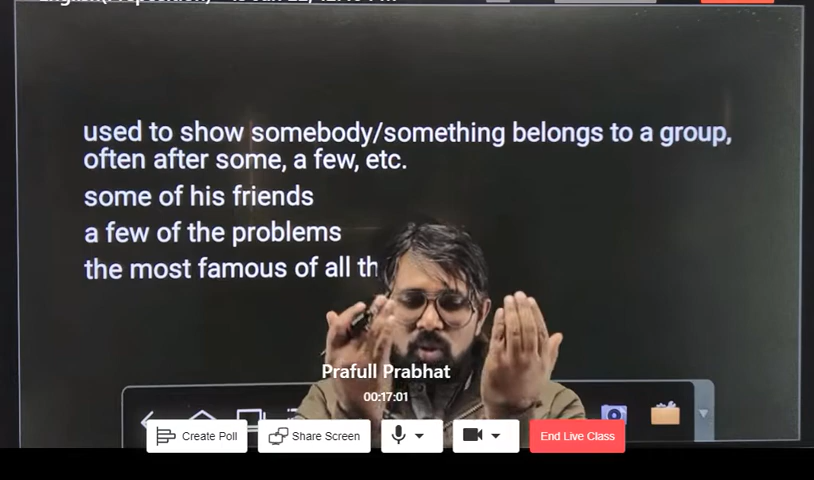 used to show somebody/something belongs to a group,
often after some, a few, etc.
some of his friends
a few of the problems
the most famous of all
Prafull Prabhat
00:17:01
Create Poll
Share Screen
End Live Class